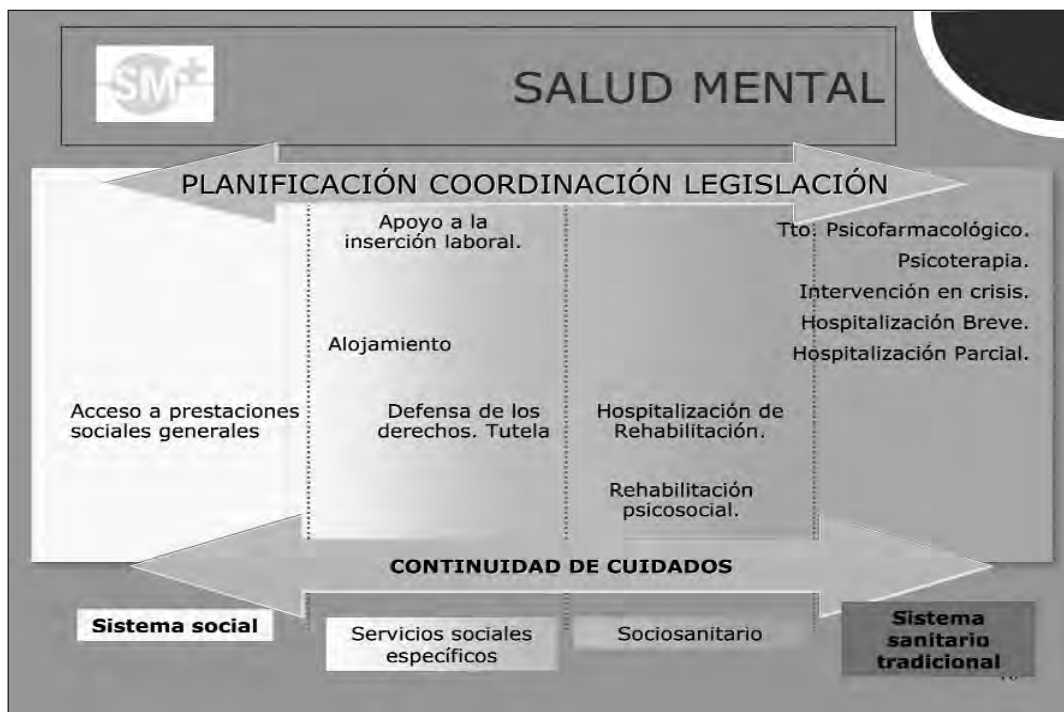 SM+
SALUD MENTAL
PLANIFICACIÓN COORDINACIÓN LEGISLACIÓN
Apoyo a la
inserción laboral.
Alojamiento
Acceso a prestaciones
sociales generales
Defensa de los
derechos. Tutela
Hospitalización de
Rehabilitación.
Rehabilitación
psicosocial.
Tto. Psicofarmacológico.
Psicoterapia.
Intervención en crisis.
Hospitalización Breve.
Hospitalización Parcial.
CONTINUIDAD DE CUIDADOS
Sistema social
Servicios sociales
específicos
Sociosanitario
Sistema
sanitario
tradicional